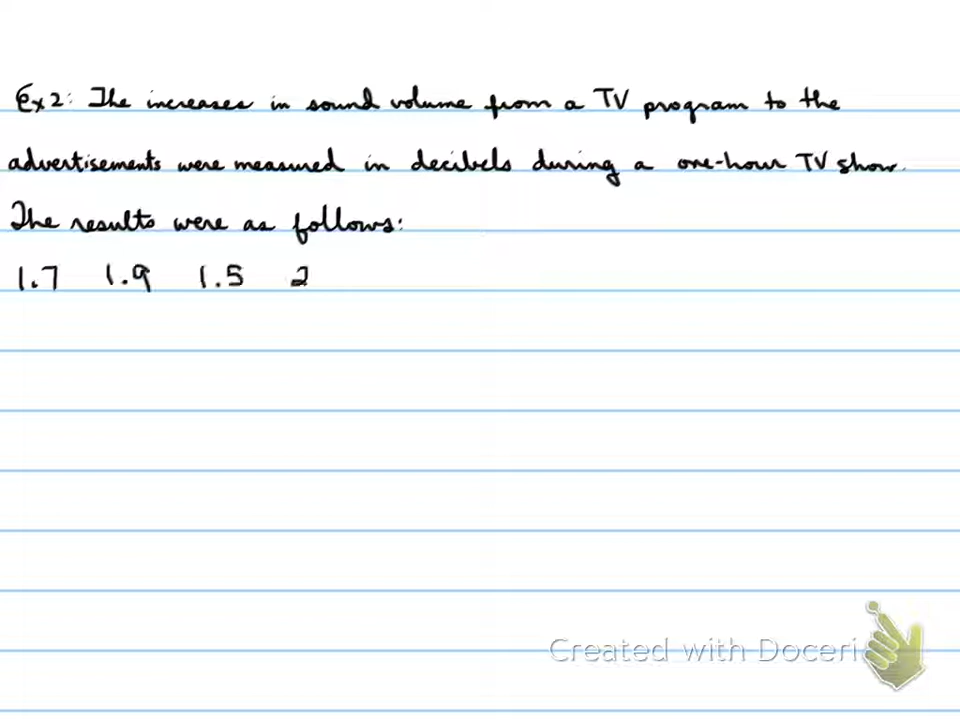 Ex 2: The increases in sound volume from a TV program to the
advertisements were measured in decibels during a one-hour TV show.
The results were as follows:
1.7 1.9 1.5 2
Created with Doceri